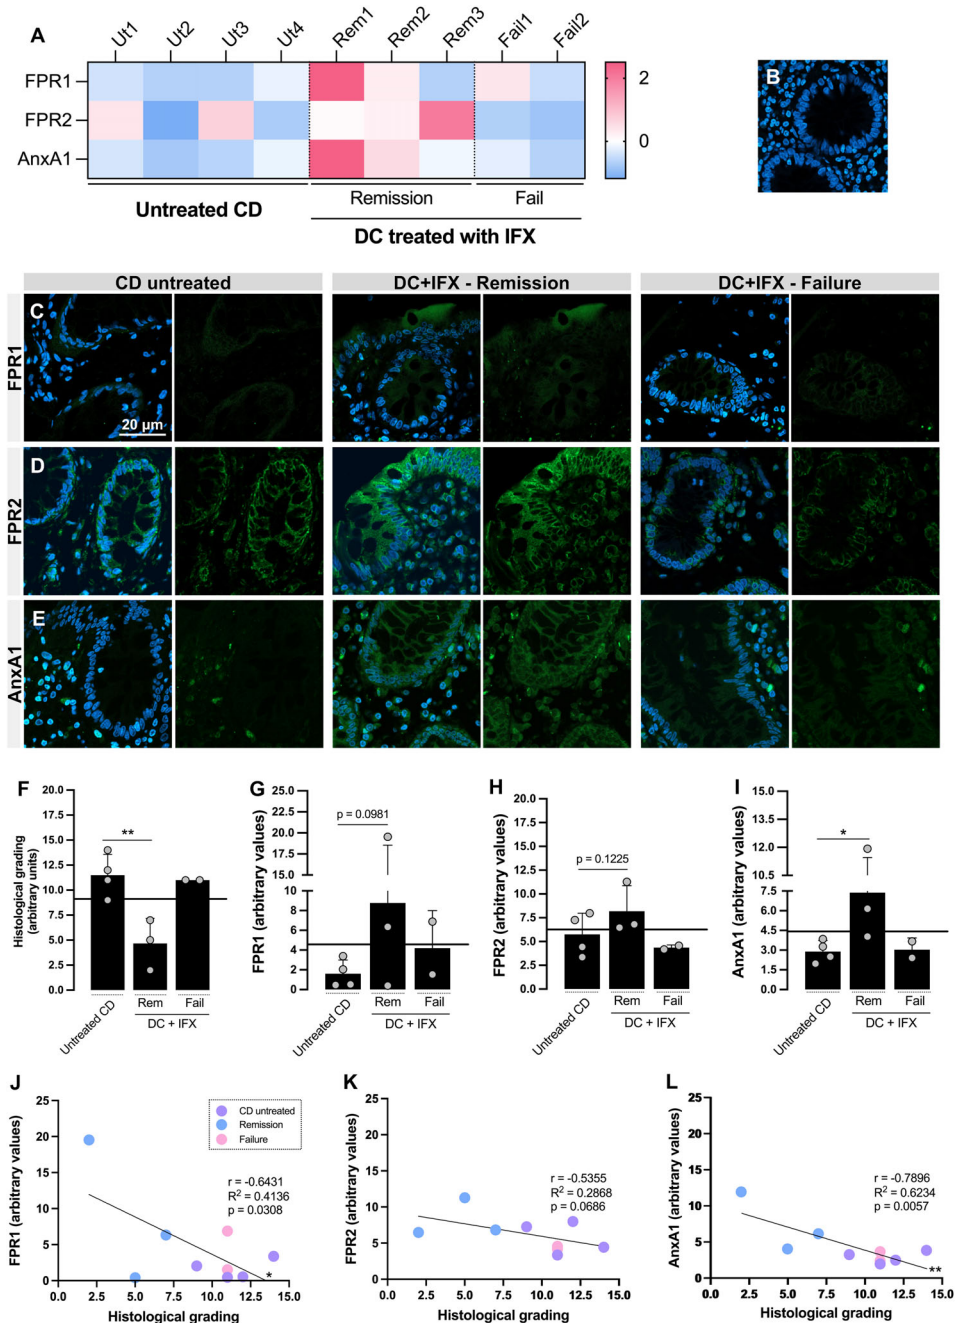 A
Ut1 Ut2 Ut3 Ut4 Rem1 Rem2 Rem3 Fail1 Fail2
FPR1
FPR2
AnxA1
2
0
Untreated CD
Remission
Fail
DC treated with IFX
B
CD untreated
DC+IFX - Remission
DC+IFX - Failure
C
FPR1
20 µm
D
FPR2
E
AnxA1
F
Histological grading
(arbitrary units)
20.0
17.5
15.0
12.5
10.0
7.5
5.0
2.5
0.0
**
Untreated CD
Rem
Fail
DC + IFX
G
FPR1 (arbitrary values)
25.0
22.5
20.0
17.5
15.0
12.5
10
8
6
4
2
0
p = 0.0981
Untreated CD
Rem
Fail
DC + IFX
H
FPR2 (arbitrary values)
20.0
17.5
15.0
12.5
10.0
7.5
5.0
2.5
0.0
p = 0.1225
Untreated CD
Rem
Fail
DC + IFX
I
AnxA1 (arbitrary values)
15.0
13.5
12.0
10.5
7.5
6.0
4.5
3.0
1.5
0.0
*
Untreated CD
Rem
Fail
DC + IFX
J
FPR1 (arbitrary values)
25
20
15
10
5
0
CD untreated
Remission
Failure
r = -0.6431
R² = 0.4136
p = 0.0308
*
0.0 2.5 5.0 7.5 10.0 12.5 15.0
Histological grading
K
FPR2 (arbitrary values)
25
20
15
10
5
0
r = -0.5355
R² = 0.2868
p = 0.0686
0.0 2.5 5.0 7.5 10.0 12.5 15.0
Histological grading
L
AnxA1 (arbitrary values)
25
20
15
10
5
0
r = -0.7896
R² = 0.6234
p = 0.0057
**
0.0 2.5 5.0 7.5 10.0 12.5 15.0
Histological grading